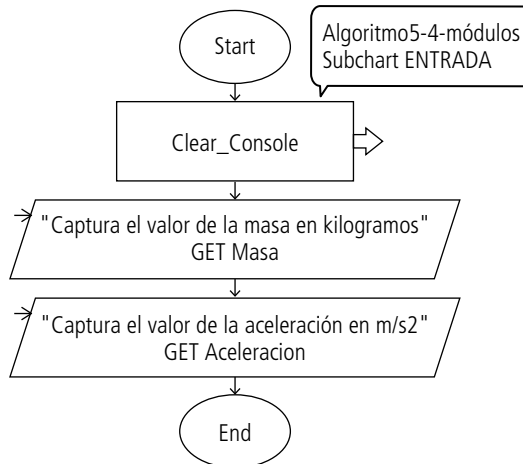 Start
Algoritmo5-4-módulos
Subchart ENTRADA
Clear_Console
"Captura el valor de la masa en kilogramos"
GET Masa
"Captura el valor de la aceleración en m/s2"
GET Aceleracion
End